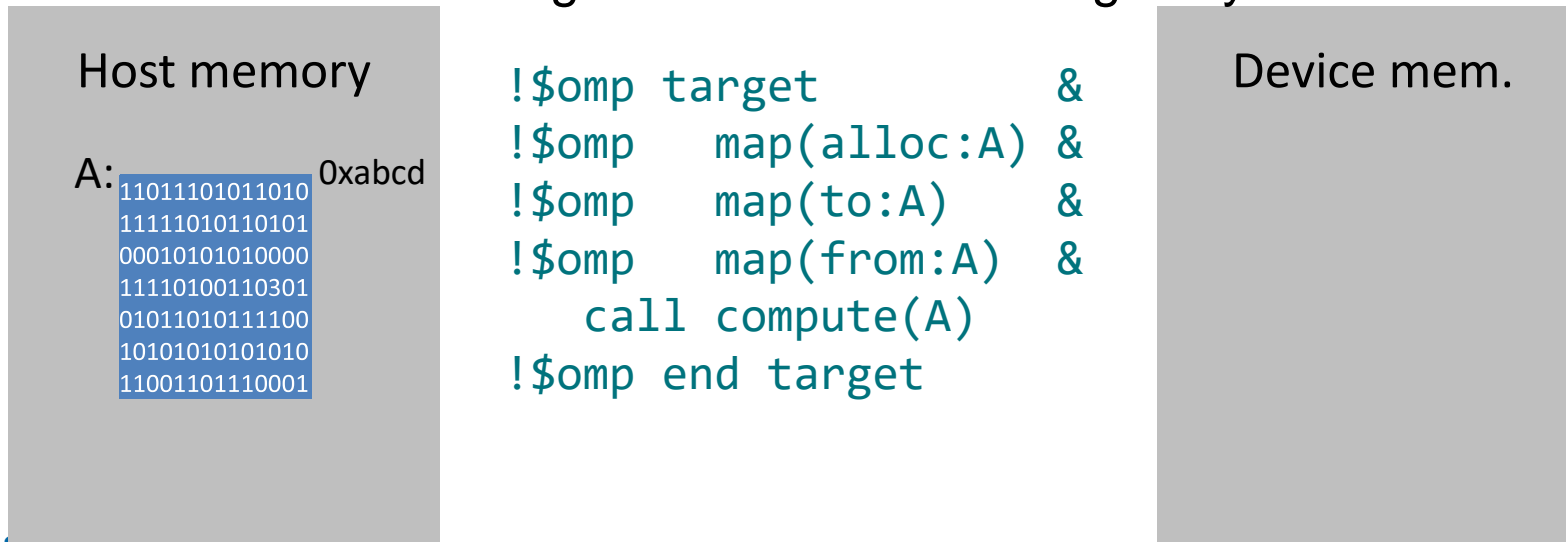 Host memory
A:
0xabcd
11011101011010
11111010110101
00010101010000
11110100110301
01011010111100
10101010101010
11001101110001
!$omp target &
!$omp map(alloc:A) &
!$omp map(to:A) &
!$omp map(from:A) &
call compute(A)
!$omp end target
Device mem.